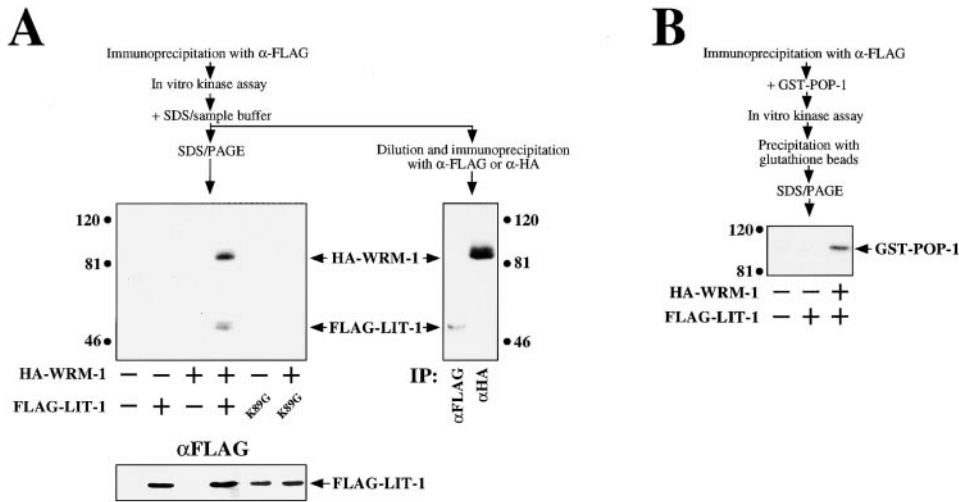 A
Immunoprecipitation with α-FLAG
In vitro kinase assay
+ SDS/sample buffer
SDS/PAGE
Dilution and immunoprecipitation
with α-FLAG or α-HA
120
81
46
HA-WRM-1
FLAG-LIT-1
120
81
46
HA-WRM-1 − − + + − +
FLAG-LIT-1 − + − + K89G K89G
IP: αFLAG αHA
αFLAG
FLAG-LIT-1
B
Immunoprecipitation with α-FLAG
+ GST-POP-1
In vitro kinase assay
Precipitation with
glutathione beads
SDS/PAGE
120
81
GST-POP-1
HA-WRM-1 − − +
FLAG-LIT-1 − + +